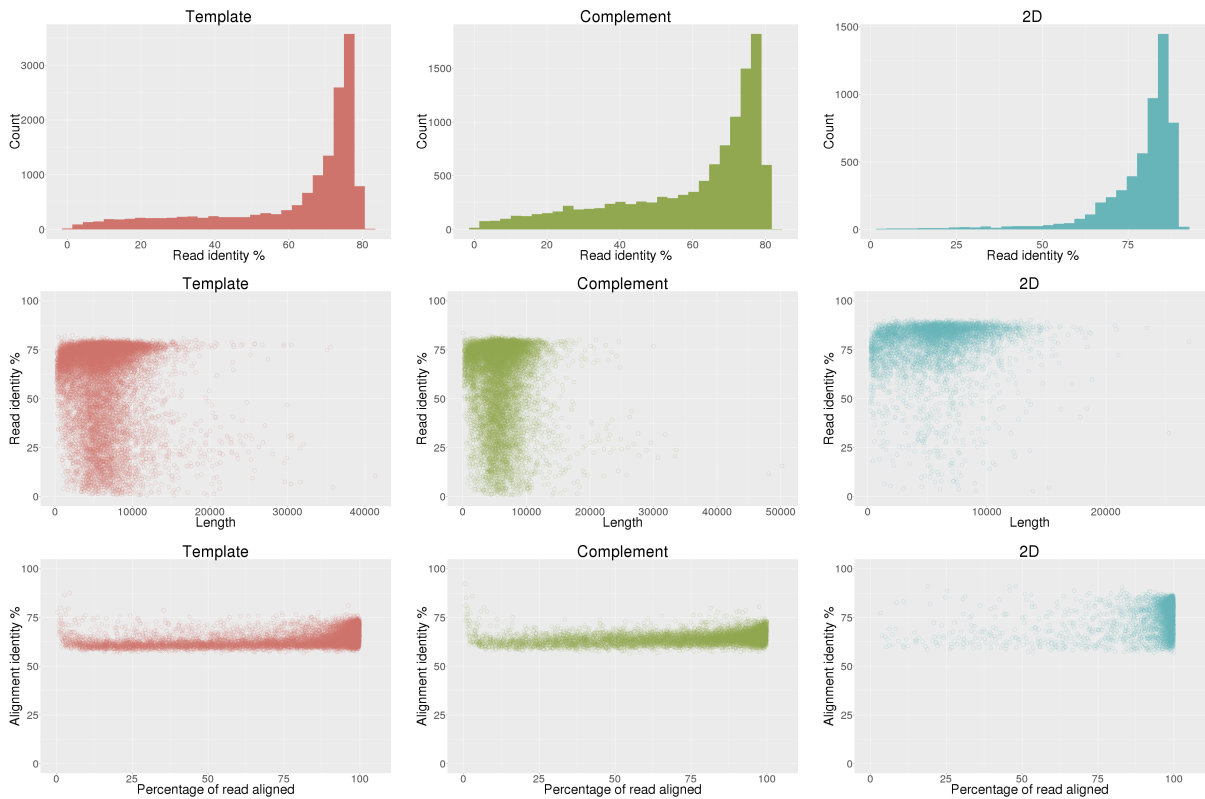 Template Complement 2D
3000
2000
1000
0
Count
0 20 40 60 80
Read identity %
1500
1000
500
0
Count
0 20 40 60 80
Read identity %
1500
1000
500
0
Count
0 25 50 75
Read identity %
Template Complement 2D
100
75
50
25
0
Read identity %
0 10000 20000 30000 40000
Length
100
75
50
25
0
Read identity %
0 10000 20000 30000 40000 50000
Length
100
75
50
25
0
Read identity %
0 10000 20000
Length
Template Complement 2D
100
75
50
25
0
Alignment identity %
0 25 50 75 100
Percentage of read aligned
100
75
50
25
0
Alignment identity %
0 25 50 75 100
Percentage of read aligned
100
75
50
25
0
Alignment identity %
0 25 50 75 100
Percentage of read aligned